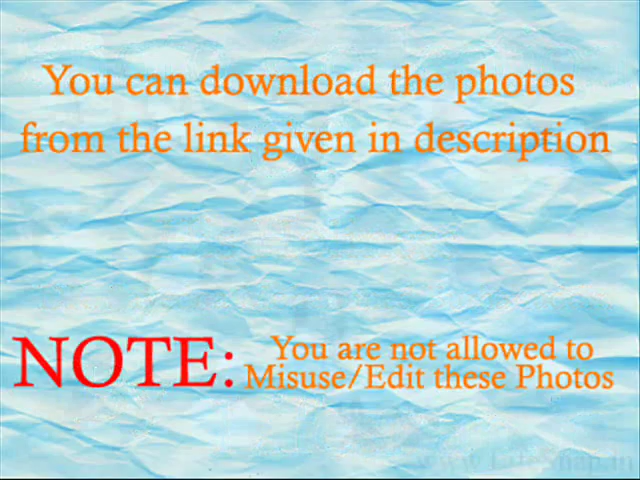 You can download the photos
from the link given in description
NOTE:
You are not allowed to
Misuse/Edit these Photos